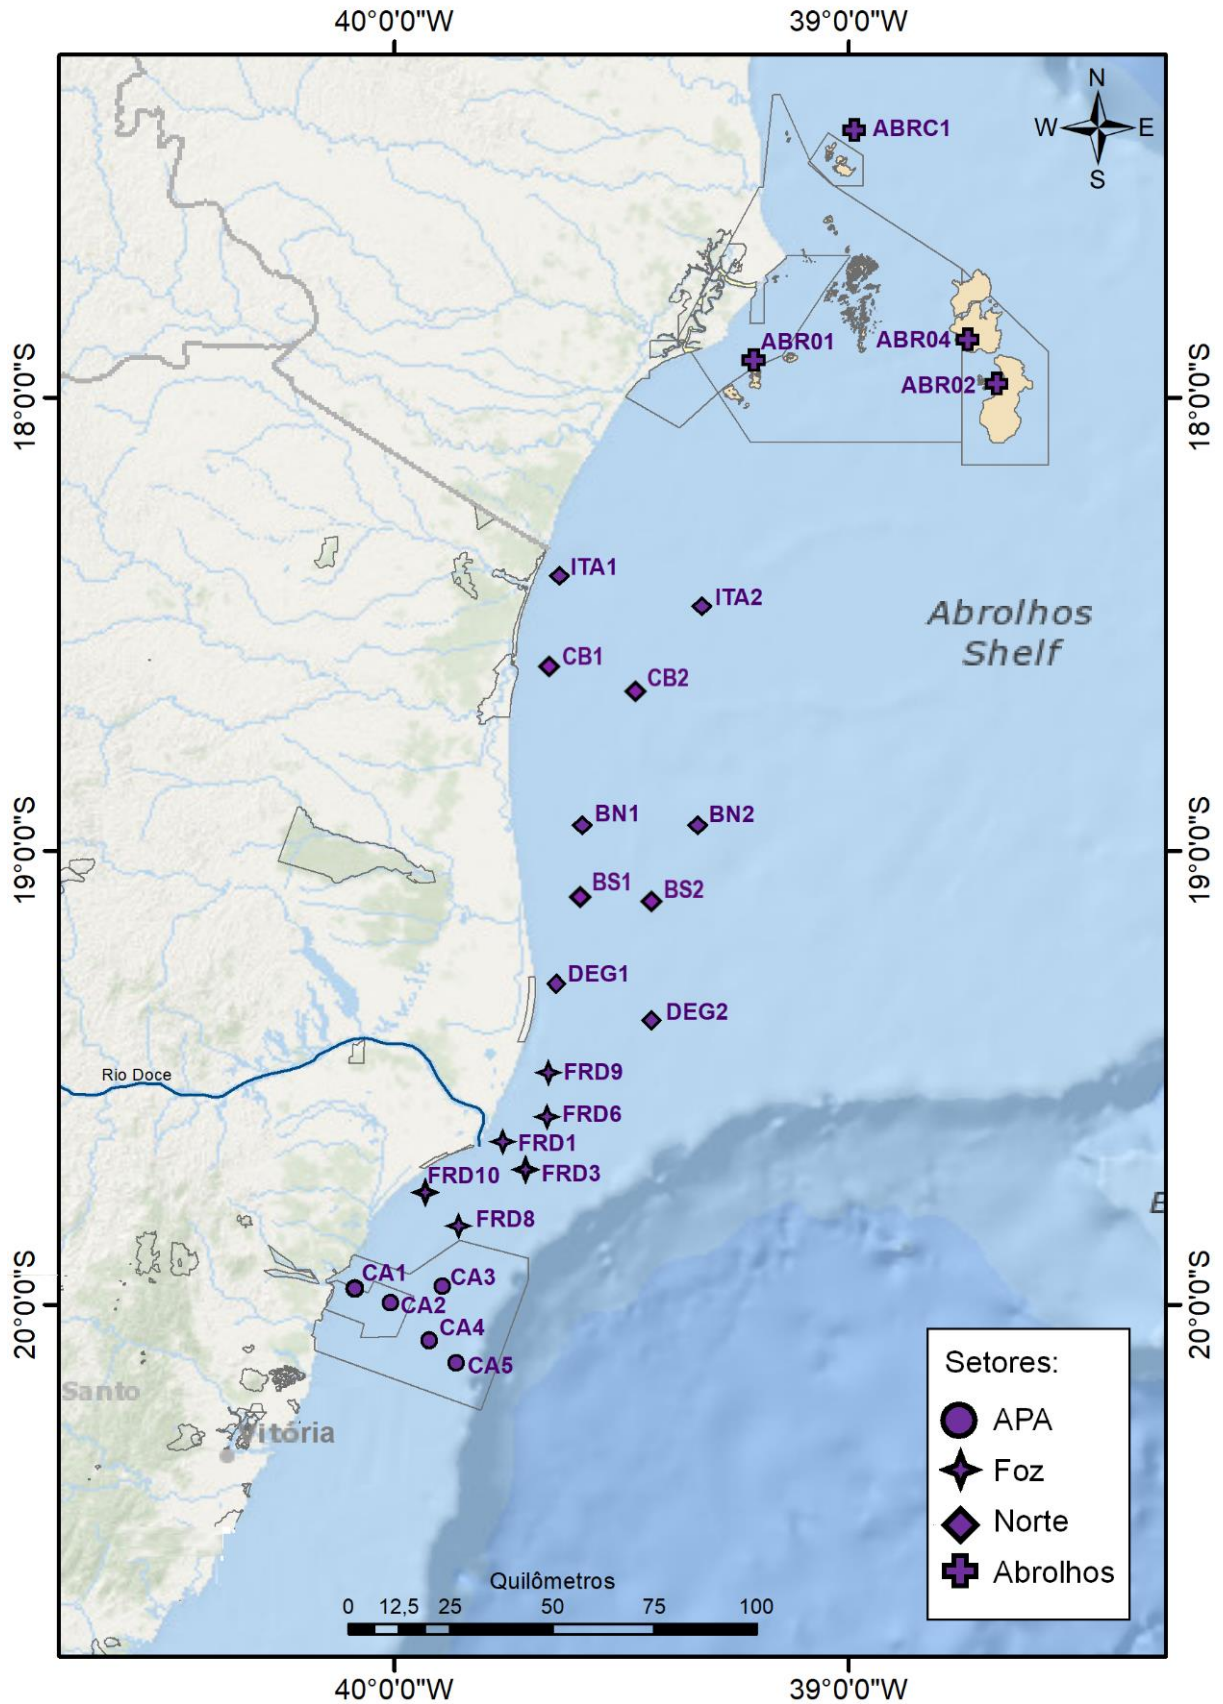 40°0'0"W
39°0'0"W
N
W
E
S
ABRC1
ABR01
ABR04
ABR02
18°0'0"S
18°0'0"S
ITA1
ITA2
Abrolhos
Shelf
CB1
CB2
BN1
BN2
19°0'0"S
19°0'0"S
BS1
BS2
DEG1
DEG2
Rio Doce
FRD9
FRD6
FRD1
FRD3
FRD10
FRD8
CA1
CA3
CA2
CA4
CA5
20°0'0"S
20°0'0"S
Santo
Vitória
Setores:
APA
Foz
Norte
Abrolhos
Quilômetros
0 12,5 25 50 75 100
40°0'0"W
39°0'0"W